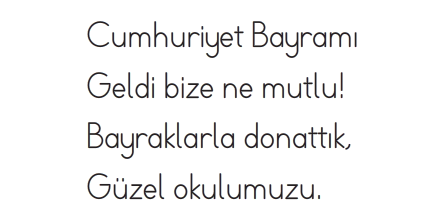 Cumhuriyet Bayramı
Geldi bize ne mutlu!
Bayraklarla donattık,
Güzel okulumuzu.